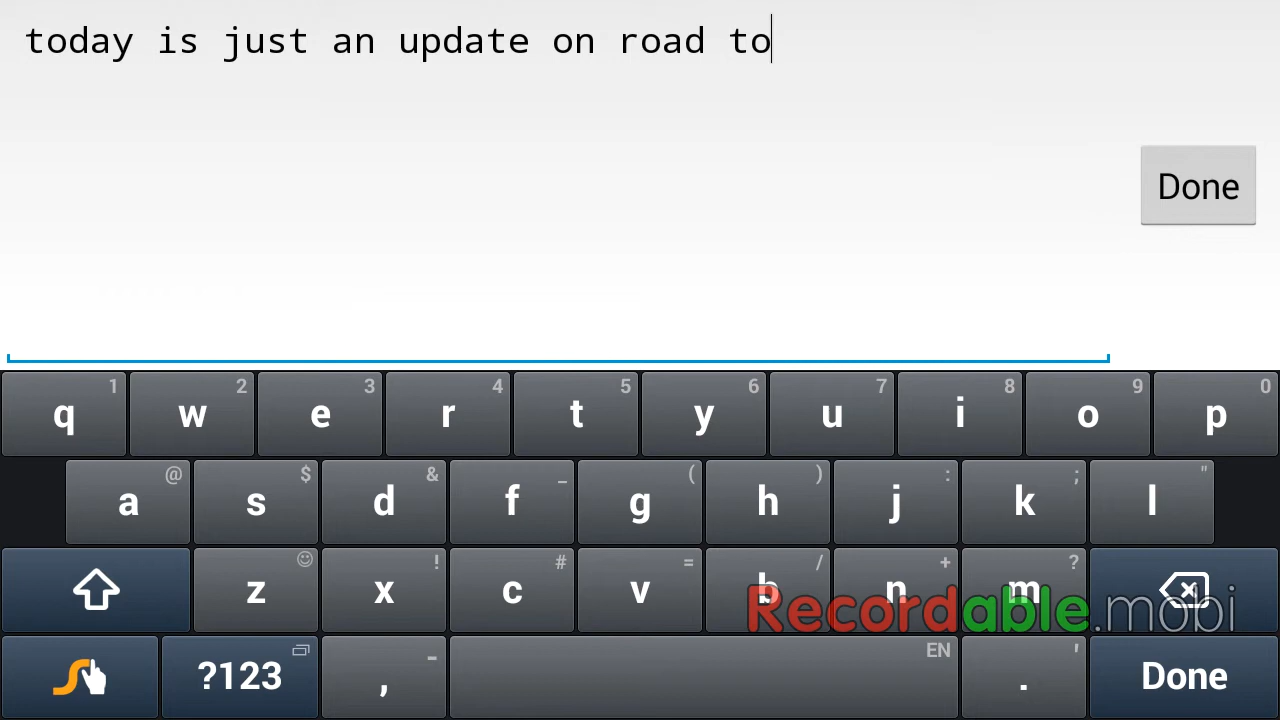 today is just an update on road to
Done
1 2 3 4 5 6 7 8 9 0
q w e r t y u i o p
@ $ & _ ( ) : ; "
a s d f g h j k l
! # = / + ?
z x c v b n m
Recordable.mobi
EN
?123 , - . ' Done